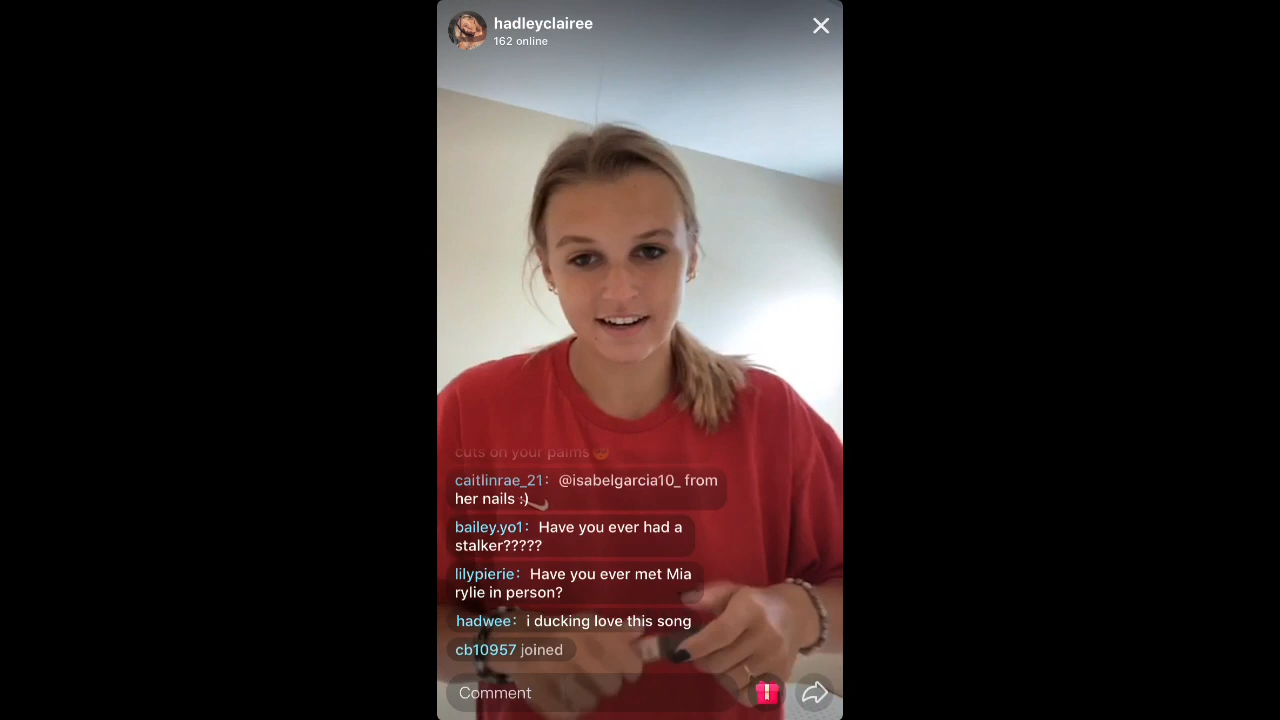 hadleyclairee
162 online
cuts on your palms 🥺
caitlinrae_21: @isabelgarcia10_ from
her nails :)
bailey.yo1: Have you ever had a
stalker?????
lilypierie: Have you ever met Mia
rylie in person?
hadwee: i ducking love this song
cb10957 joined
Comment